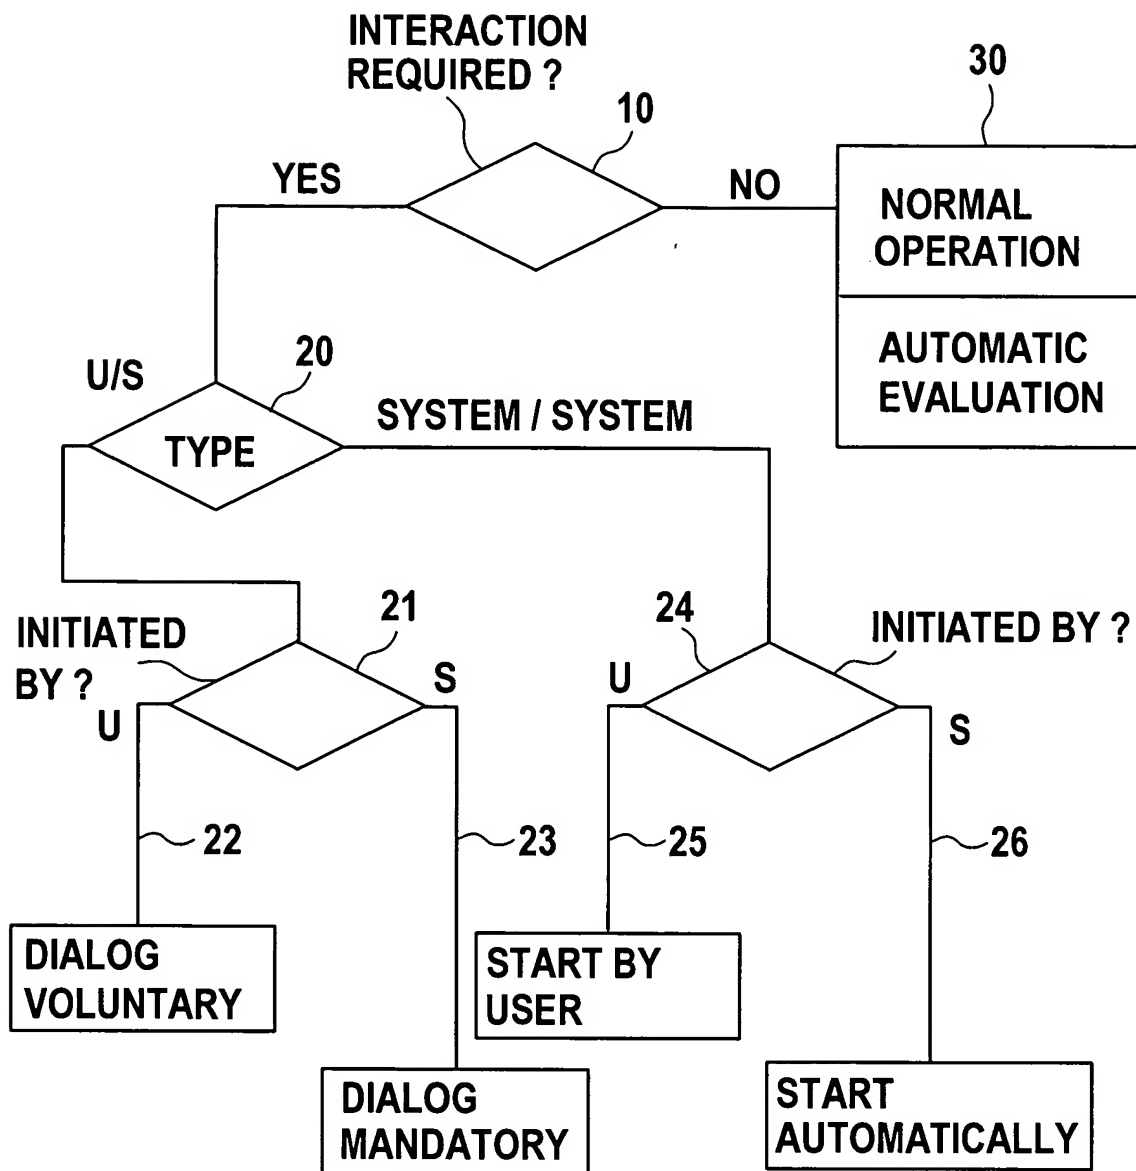 INTERACTION
REQUIRED ?
10
30
YES
NO
NORMAL
OPERATION
AUTOMATIC
EVALUATION
U/S
20
TYPE
SYSTEM / SYSTEM
INITIATED
BY ?
21
U
S
24
INITIATED BY ?
U
S
22
23
25
26
DIALOG
VOLUNTARY
DIALOG
MANDATORY
START BY
USER
START
AUTOMATICALLY